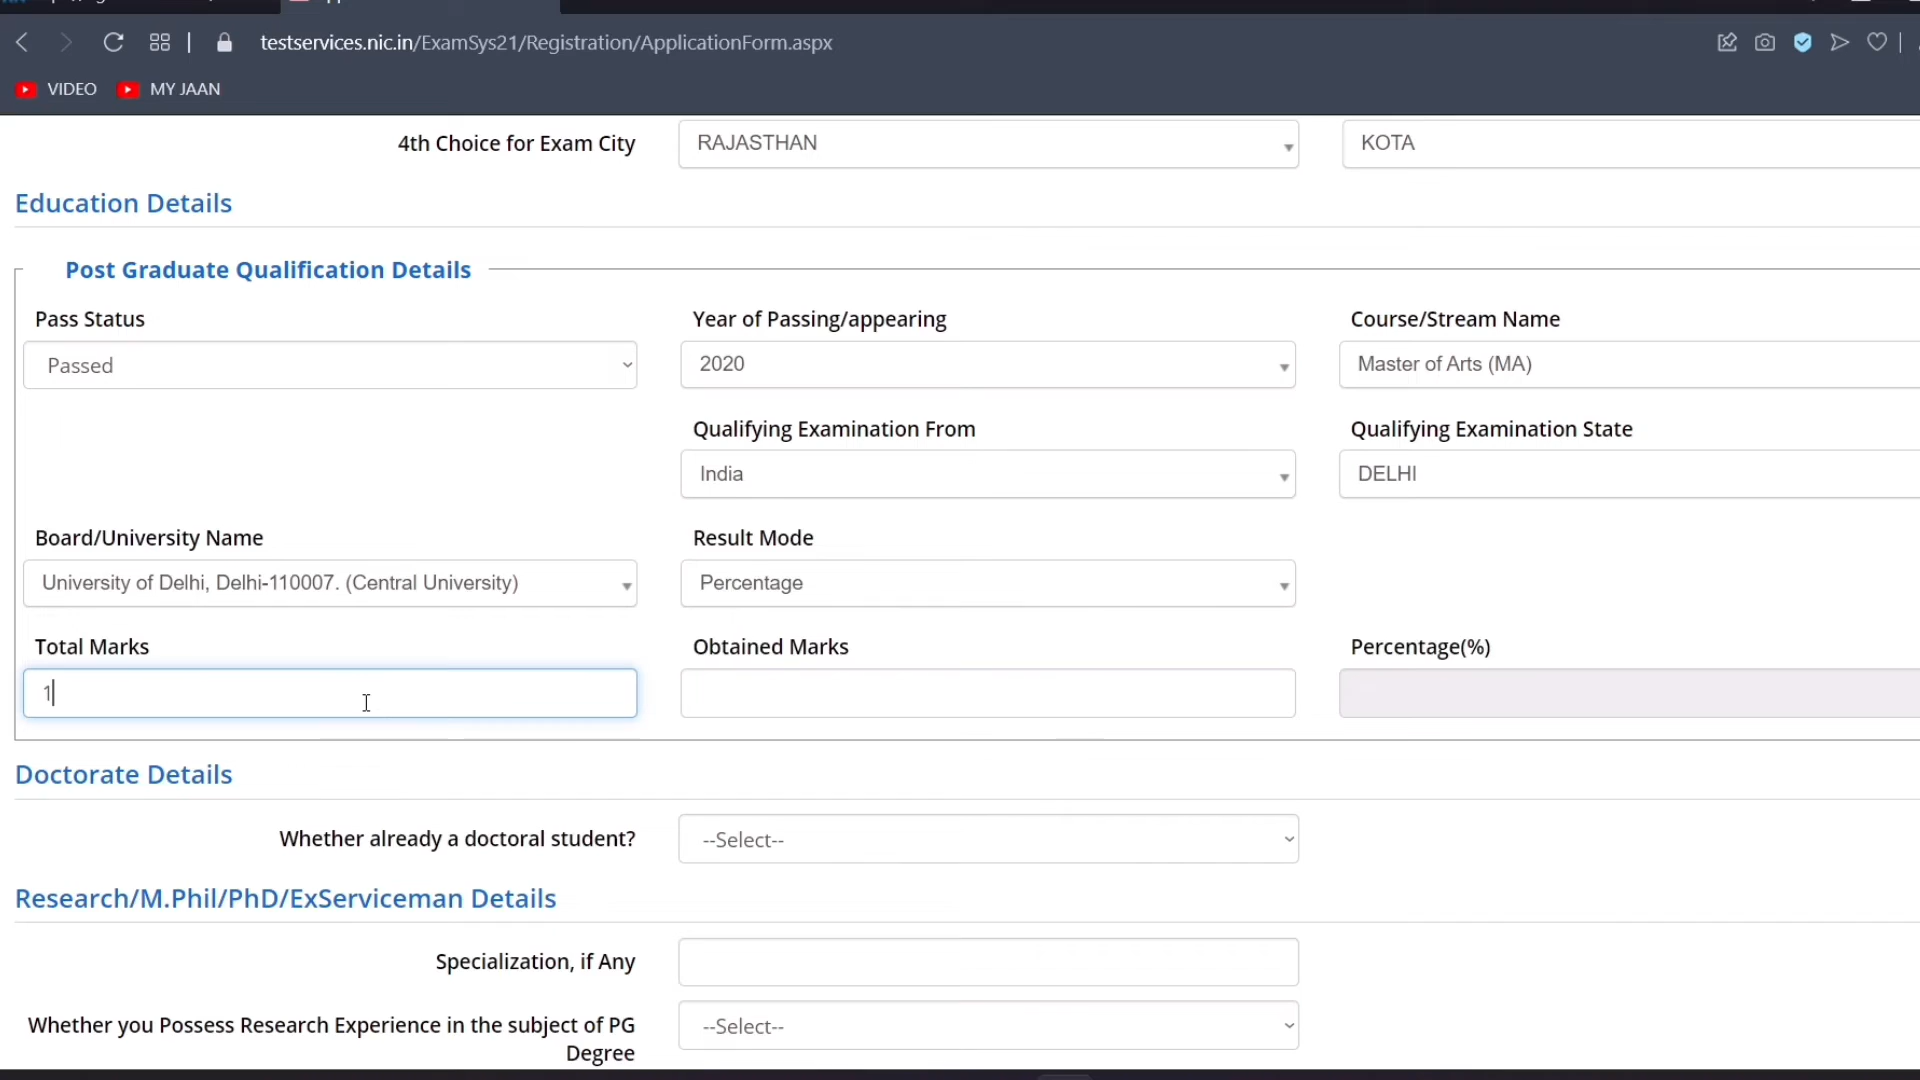 testservices.nic.in/ExamSys21/Registration/ApplicationForm.aspx
VIDEO MY JAAN
4th Choice for Exam City RAJASTHAN KOTA
Education Details
Post Graduate Qualification Details
Pass Status Year of Passing/appearing Course/Stream Name
Passed 2020 Master of Arts (MA)
Qualifying Examination From Qualifying Examination State
India DELHI
Board/University Name Result Mode
University of Delhi, Delhi-110007. (Central University) Percentage
Total Marks Obtained Marks Percentage(%)
1
Doctorate Details
Whether already a doctoral student? --Select--
Research/M.Phil/PhD/ExServiceman Details
Specialization, if Any
Whether you Possess Research Experience in the subject of PG --Select--
Degree